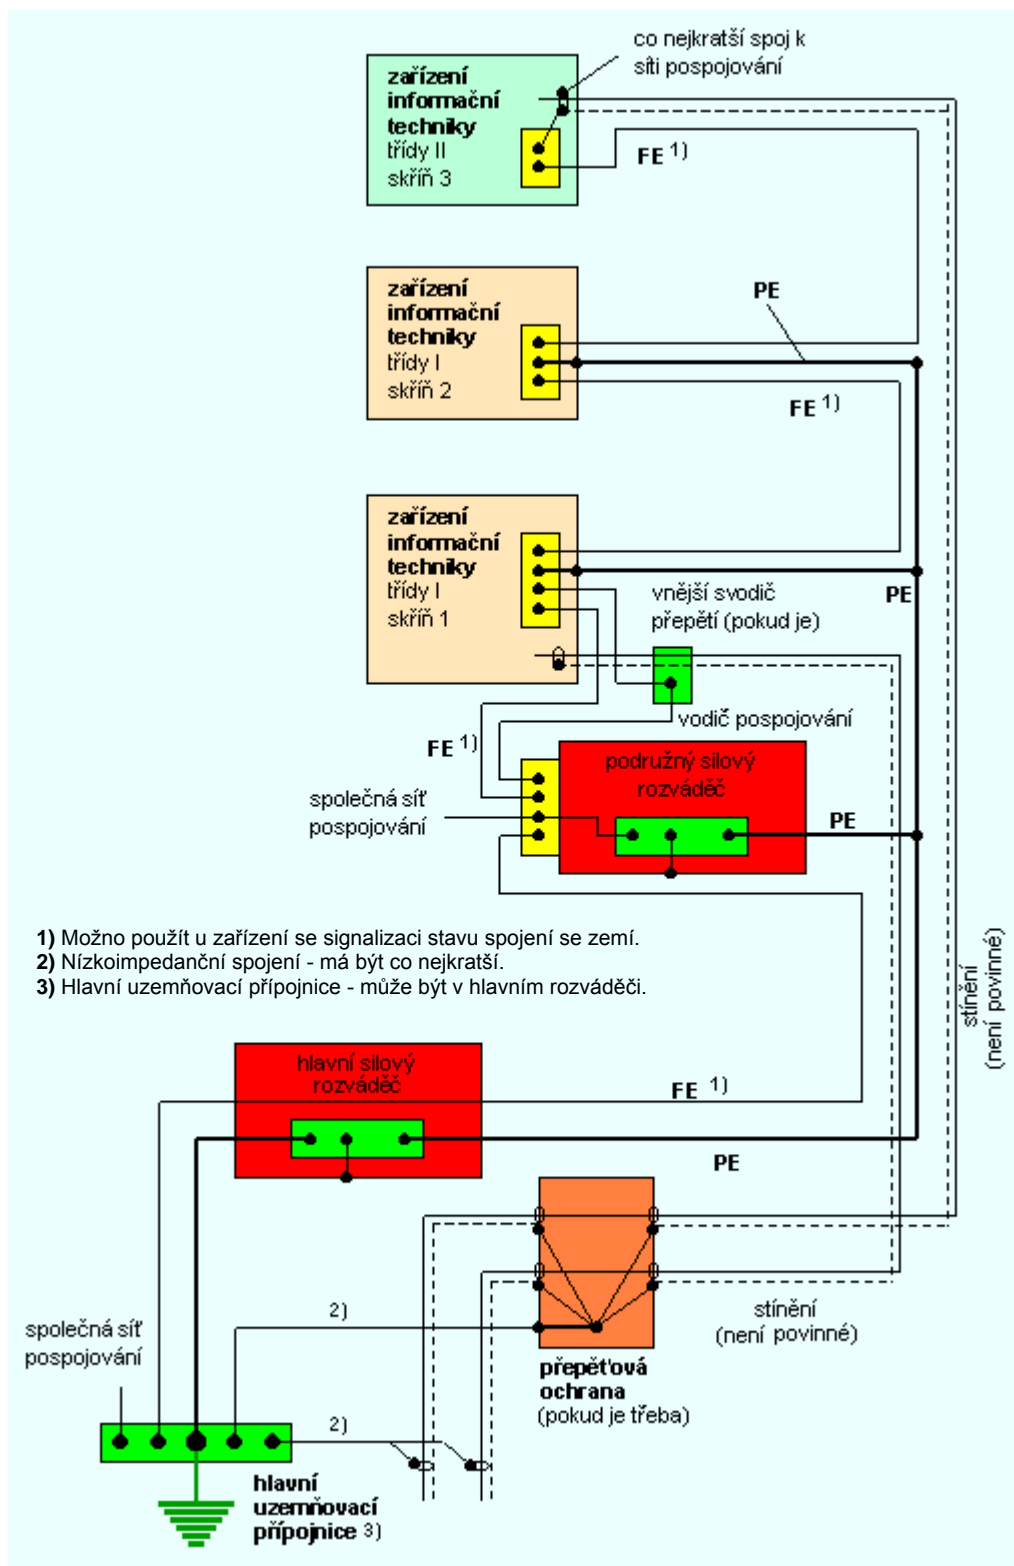 co nejkratší spoj k
síti pospojování
zařízení
informační
techniky
třídy II
skříň 3
FE 1)
zařízení
informační
techniky
třídy I
skříň 2
PE
FE 1)
zařízení
informační
techniky
třídy I
skříň 1
vnější svodič
přepětí (pokud je)
PE
vodič pospojování
FE 1)
podružný silový
rozváděč
společná síť
pospojování
PE
1) Možno použít u zařízení se signalizaci stavu spojení se zemí.
2) Nízkoimpedanční spojení - má být co nejkratší.
3) Hlavní uzemňovací přípojnice - může být v hlavním rozváděči.
stínění
(není povinné)
hlavní silový
rozváděč
FE 1)
PE
2)
stínění
(není povinné)
společná síť
pospojování
přepěťová
ochrana
(pokud je třeba)
2)
hlavní
uzemňovací
přípojnice 3)